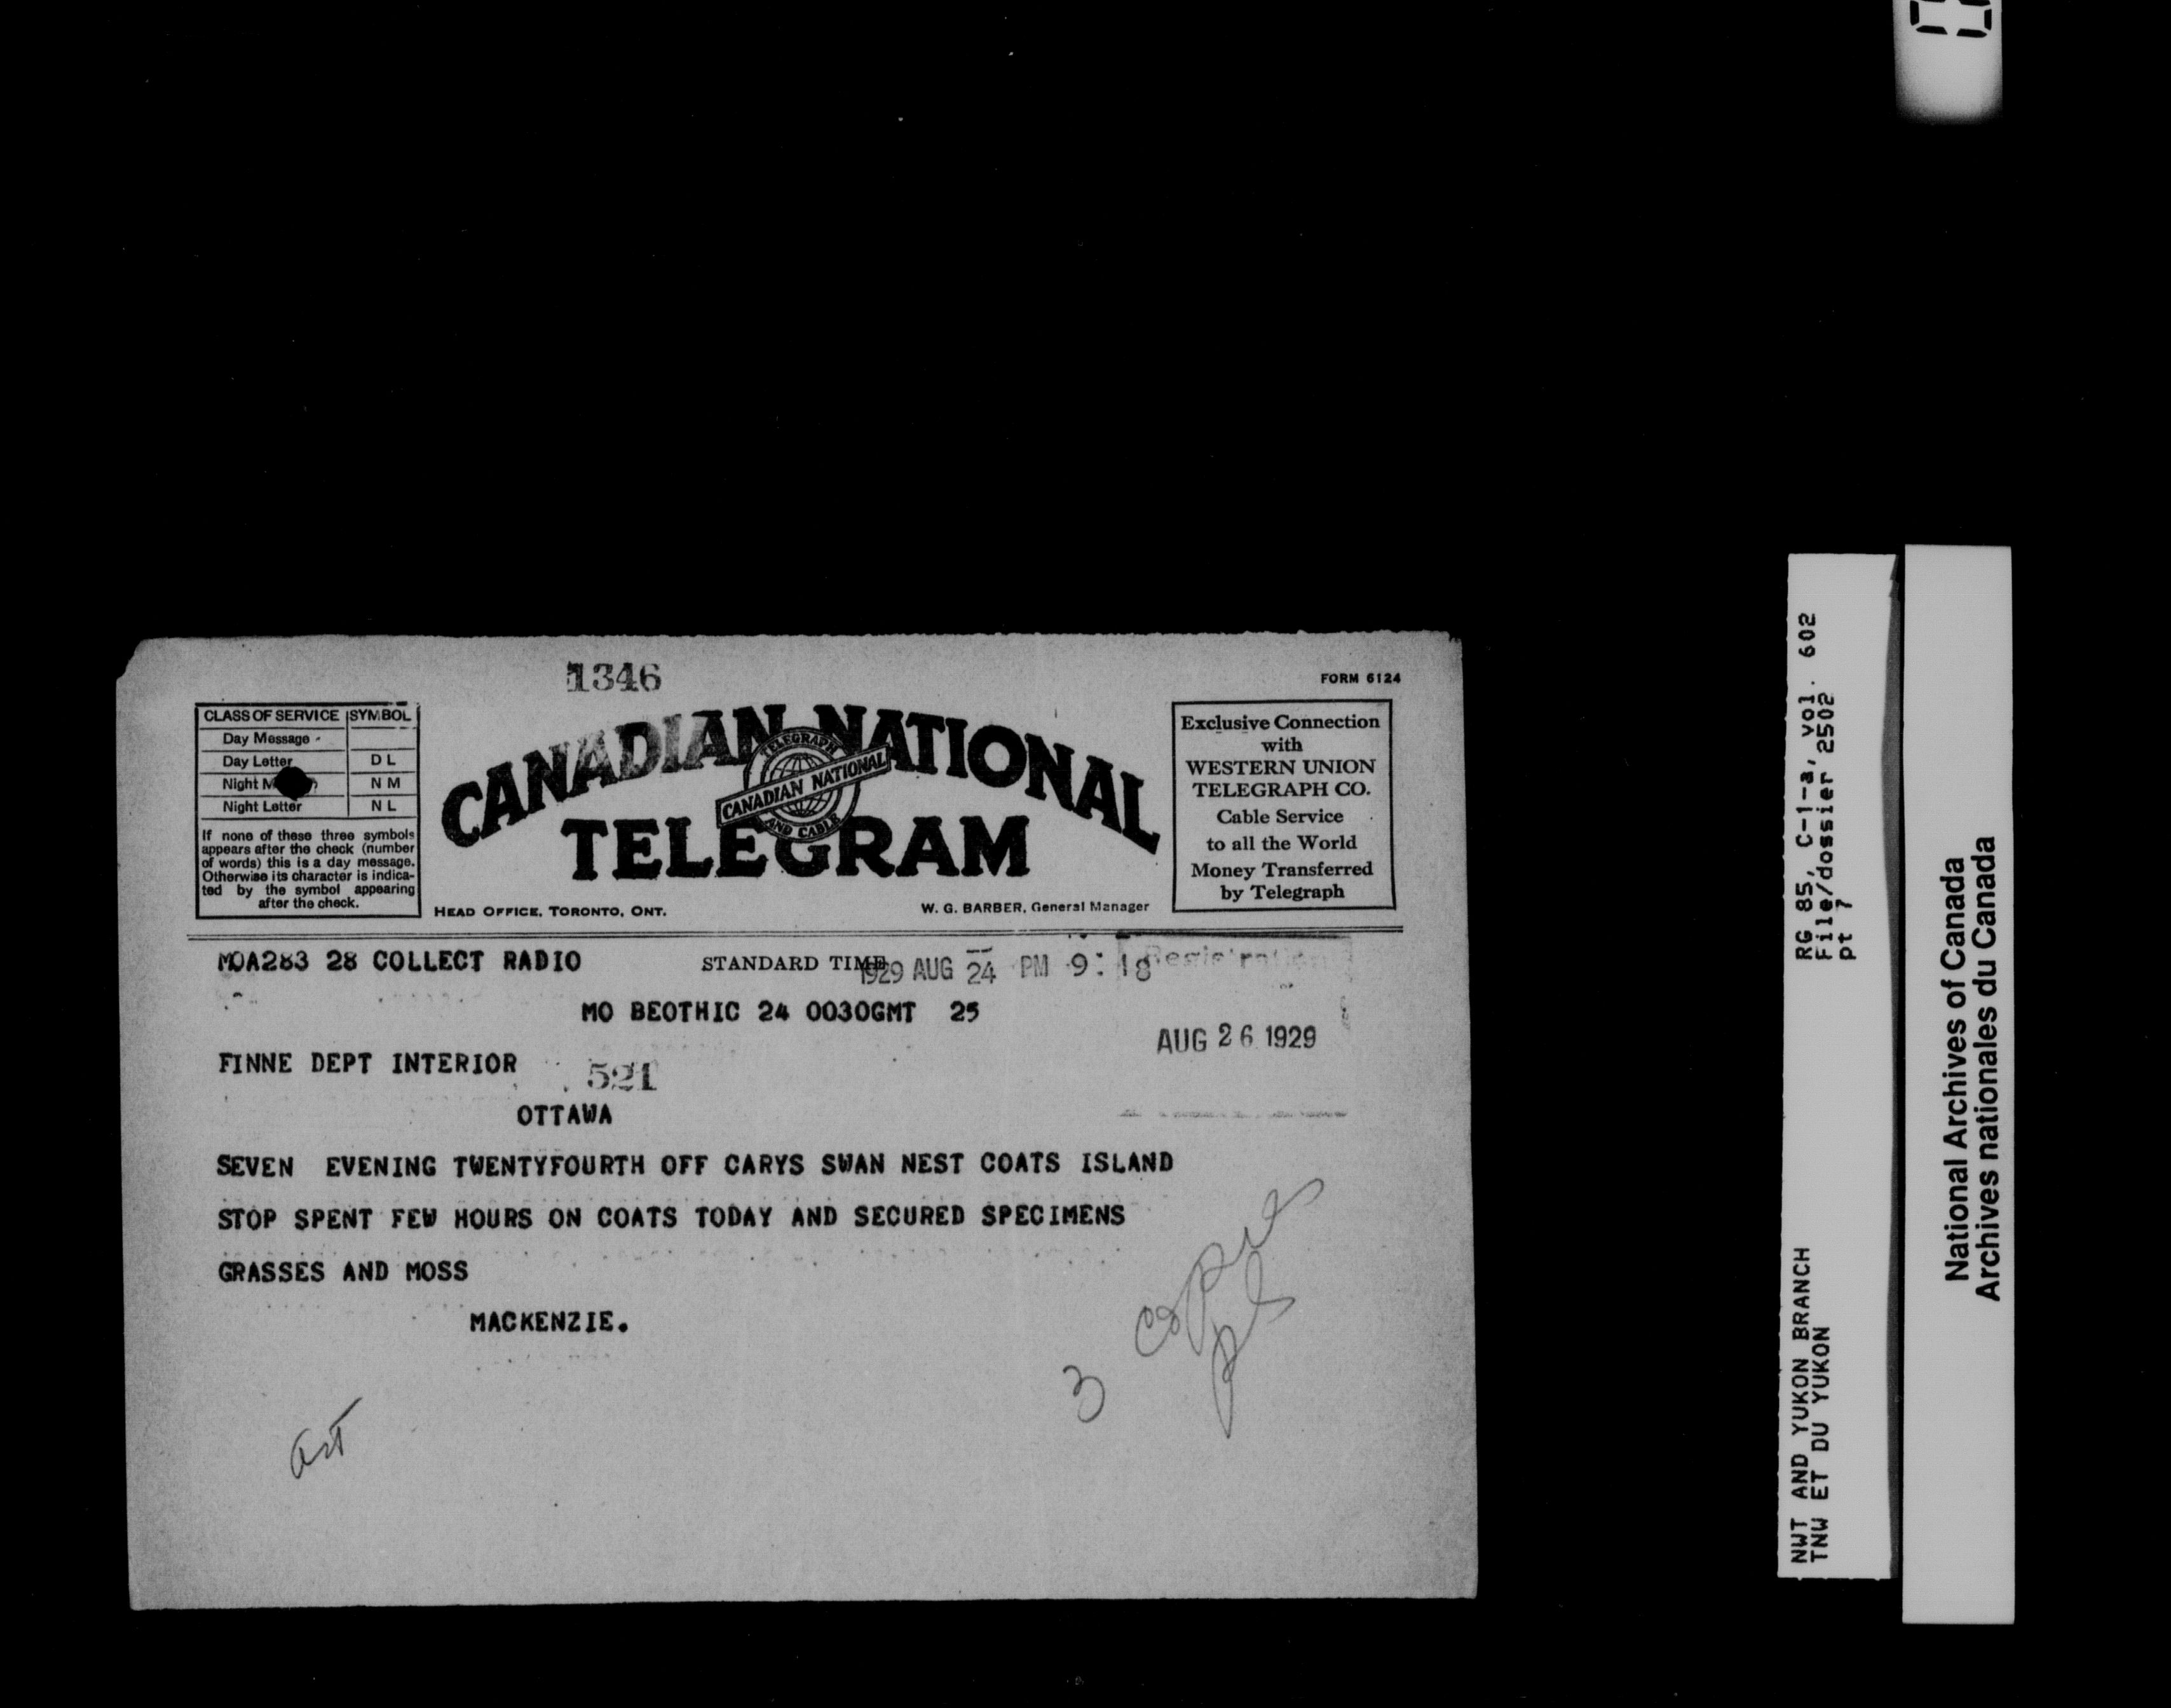 1346
FORM 6124
CLASS OF SERVICE SYMBOL
Day Message
Day Letter D L
Night N M
Night Letter N L
If none of these three symbols
appears after the check (number
of words) this is a day message.
Otherwise its character is indica-
ted by the symbol appearing
after the check.
CANADIAN NATIONAL
TELEGRAPH
CANADIAN NATIONAL
AND CABLE
TELEGRAM
HEAD OFFICE, TORONTO, ONT.
W. G. BARBER, General Manager
Exclusive Connection
with
WESTERN UNION
TELEGRAPH CO.
Cable Service
to all the World
Money Transferred
by Telegraph
MOA283 28 COLLECT RADIO
STANDARD TIME
1929 AUG 24 PM 9:18
Registration
MO BEOTHIC 24 0030GMT 25
AUG 26 1929
FINNE DEPT INTERIOR
521
OTTAWA
SEVEN EVENING TWENTYFOURTH OFF CARYS SWAN NEST COATS ISLAND
STOP SPENT FEW HOURS ON COATS TODAY AND SECURED SPECIMENS
GRASSES AND MOSS
MACKENZIE.
3 copies
pl
RG 85, C-1-a, vol. 602
File/dossier 2502
pt 7
NWT AND YUKON BRANCH
TNW ET DU YUKON
National Archives of Canada
Archives nationales du Canada